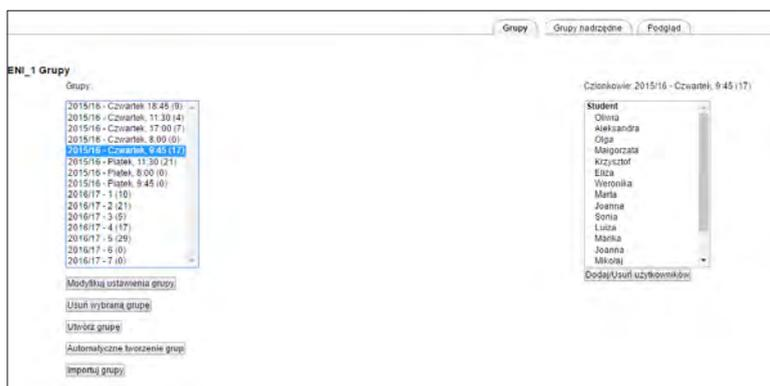 Grupy Grupy nadrzędne Podgląd
ENI_1 Grupy
Grupy:
2015/16 - Czwartek 18:45 (9)
2015/16 - Czwartek, 11:30 (4)
2015/16 - Czwartek, 17:00 (7)
2015/16 - Czwartek, 8:00 (0)
2015/16 - Czwartek, 9:45 (17)
2015/16 - Piatek, 11:30 (21)
2015/16 - Piatek, 8:00 (0)
2015/16 - Piatek, 9:45 (0)
2016/17 - 1 (10)
2016/17 - 2 (21)
2016/17 - 3 (5)
2016/17 - 4 (17)
2016/17 - 5 (29)
2016/17 - 6 (0)
2016/17 - 7 (0)
Modyfikuj ustawienia grupy
Usuń wybraną grupę
Utwórz grupę
Automatyczne tworzenie grup
Importuj grupy
Członkowie: 2015/16 - Czwartek, 9:45 (17)
Student
Oliwia
Aleksandra
Olga
Małgorzata
Krzysztof
Eliza
Weronika
Marta
Joanna
Sonia
Luiza
Marika
Joanna
Mikołaj
Dodaj/Usuń użytkowników